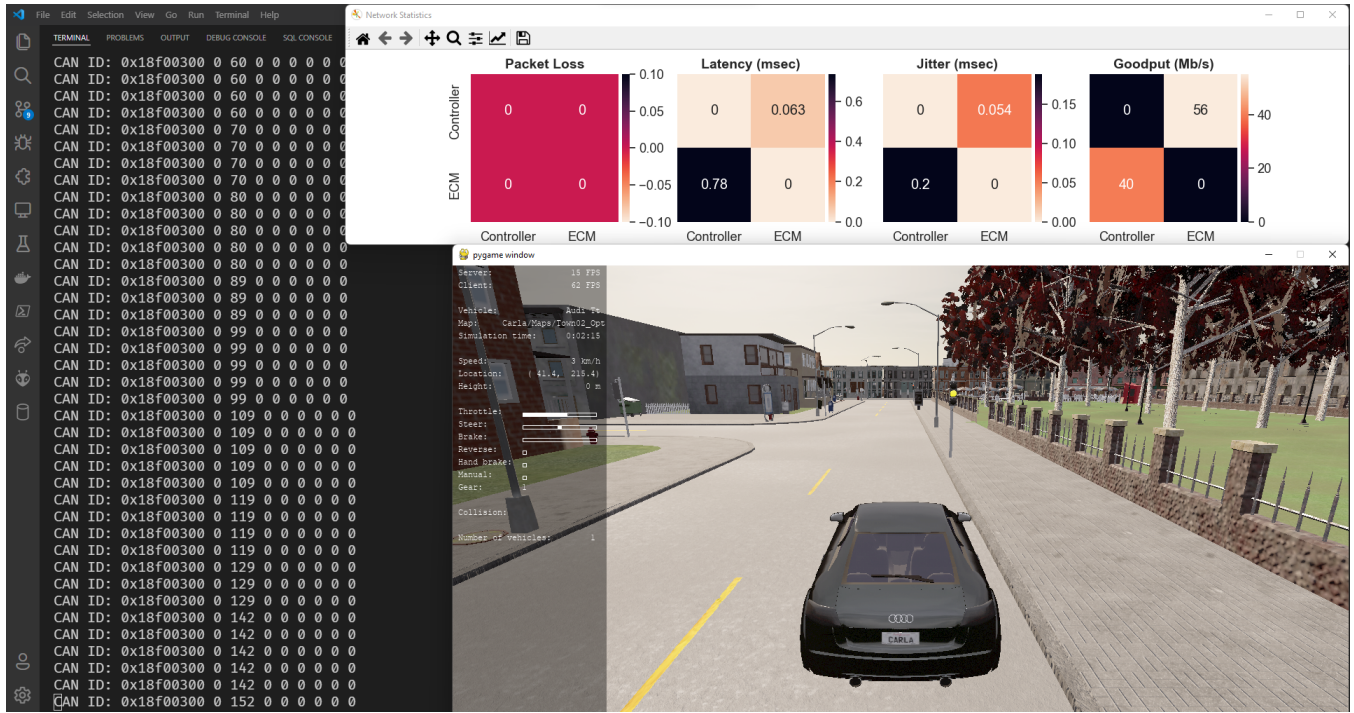 File Edit Selection View Go Run Terminal Help
TERMINAL PROBLEMS OUTPUT DEBUG CONSOLE SQL CONSOLE
9
CAN ID: 0x18f00300 0 60 0 0 0 0 0 0
CAN ID: 0x18f00300 0 60 0 0 0 0 0 0
CAN ID: 0x18f00300 0 60 0 0 0 0 0 0
CAN ID: 0x18f00300 0 60 0 0 0 0 0 0
CAN ID: 0x18f00300 0 70 0 0 0 0 0 0
CAN ID: 0x18f00300 0 70 0 0 0 0 0 0
CAN ID: 0x18f00300 0 70 0 0 0 0 0 0
CAN ID: 0x18f00300 0 70 0 0 0 0 0 0
CAN ID: 0x18f00300 0 80 0 0 0 0 0 0
CAN ID: 0x18f00300 0 80 0 0 0 0 0 0
CAN ID: 0x18f00300 0 80 0 0 0 0 0 0
CAN ID: 0x18f00300 0 80 0 0 0 0 0 0
CAN ID: 0x18f00300 0 80 0 0 0 0 0 0
CAN ID: 0x18f00300 0 89 0 0 0 0 0 0
CAN ID: 0x18f00300 0 89 0 0 0 0 0 0
CAN ID: 0x18f00300 0 89 0 0 0 0 0 0
CAN ID: 0x18f00300 0 99 0 0 0 0 0 0
CAN ID: 0x18f00300 0 99 0 0 0 0 0 0
CAN ID: 0x18f00300 0 99 0 0 0 0 0 0
CAN ID: 0x18f00300 0 99 0 0 0 0 0 0
CAN ID: 0x18f00300 0 99 0 0 0 0 0 0
CAN ID: 0x18f00300 0 109 0 0 0 0 0 0
CAN ID: 0x18f00300 0 109 0 0 0 0 0 0
CAN ID: 0x18f00300 0 109 0 0 0 0 0 0
CAN ID: 0x18f00300 0 109 0 0 0 0 0 0
CAN ID: 0x18f00300 0 109 0 0 0 0 0 0
CAN ID: 0x18f00300 0 119 0 0 0 0 0 0
CAN ID: 0x18f00300 0 119 0 0 0 0 0 0
CAN ID: 0x18f00300 0 119 0 0 0 0 0 0
CAN ID: 0x18f00300 0 119 0 0 0 0 0 0
CAN ID: 0x18f00300 0 129 0 0 0 0 0 0
CAN ID: 0x18f00300 0 129 0 0 0 0 0 0
CAN ID: 0x18f00300 0 129 0 0 0 0 0 0
CAN ID: 0x18f00300 0 142 0 0 0 0 0 0
CAN ID: 0x18f00300 0 142 0 0 0 0 0 0
CAN ID: 0x18f00300 0 142 0 0 0 0 0 0
CAN ID: 0x18f00300 0 142 0 0 0 0 0 0
CAN ID: 0x18f00300 0 142 0 0 0 0 0 0
CAN ID: 0x18f00300 0 152 0 0 0 0 0 0
Network Statistics
Packet Loss
Controller
ECM
0 0
0 0
Controller ECM
0.10
0.05
0.00
−0.05
−0.10
Latency (msec)
0 0.063
0.78 0
Controller ECM
0.6
0.4
0.2
0.0
Jitter (msec)
0 0.054
0.2 0
Controller ECM
0.15
0.10
0.05
0.00
Goodput (Mb/s)
0 56
40 0
Controller ECM
40
20
0
pygame window
Server: 15 FPS
Client: 62 FPS
Vehicle: Audi Tt
Map: Carla/Maps/Town02_Opt
Simulation time: 0:02:15
Speed: 3 km/h
Location: ( 41.4, 215.4)
Height: 0 m
Throttle:
Steer:
Brake:
Reverse:
Hand brake:
Manual:
Gear: 1
Collision:
Number of vehicles: 1
CARLA